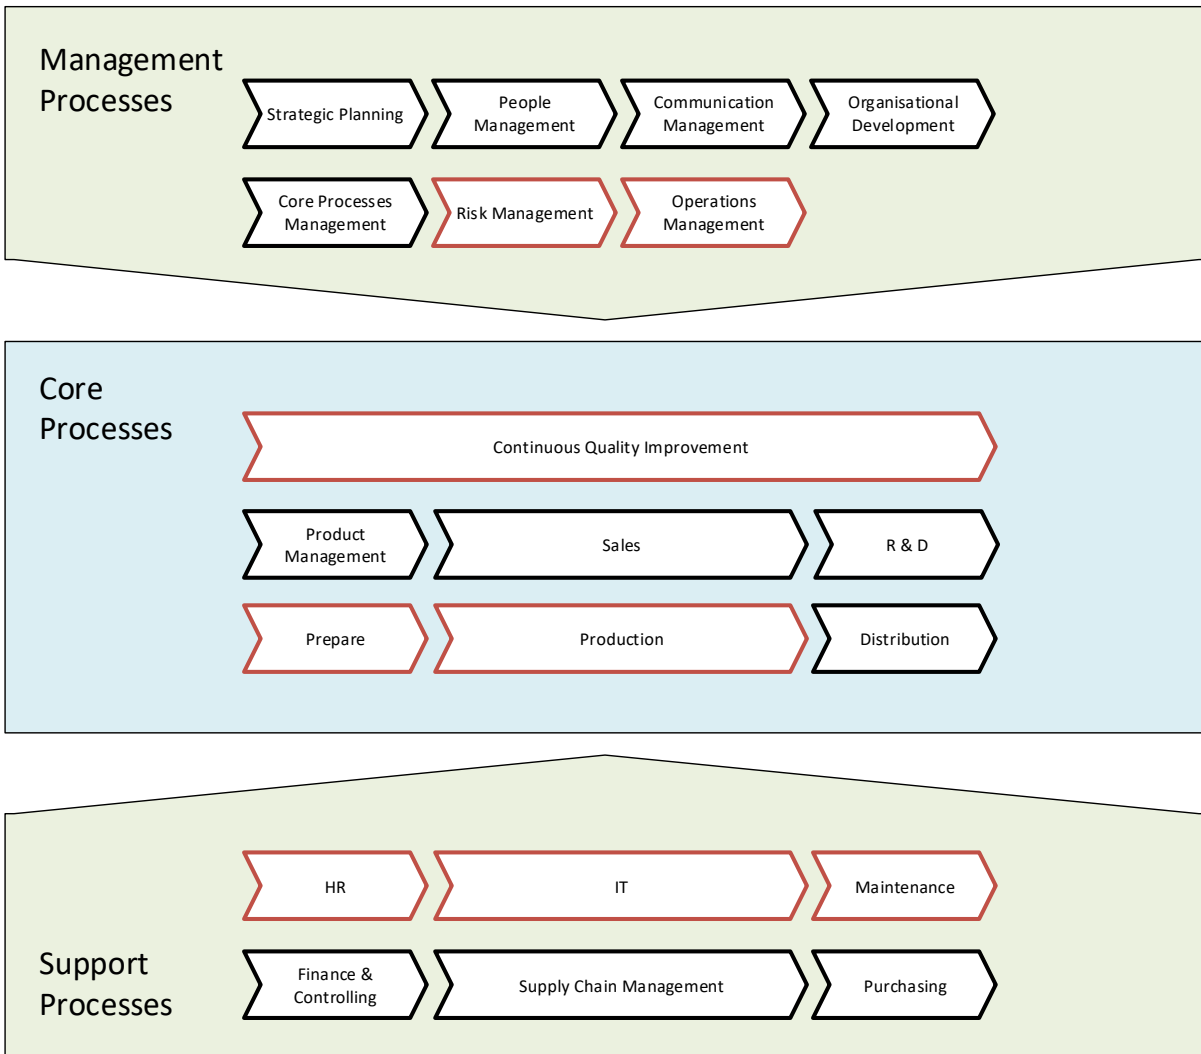 Management
Processes
Strategic Planning
People
Management
Communication
Management
Organisational
Development
Core Processes
Management
Risk Management
Operations
Management
Core
Processes
Continuous Quality Improvement
Product
Management
Sales
R & D
Prepare
Production
Distribution
Support
Processes
HR
IT
Maintenance
Finance &
Controlling
Supply Chain Management
Purchasing